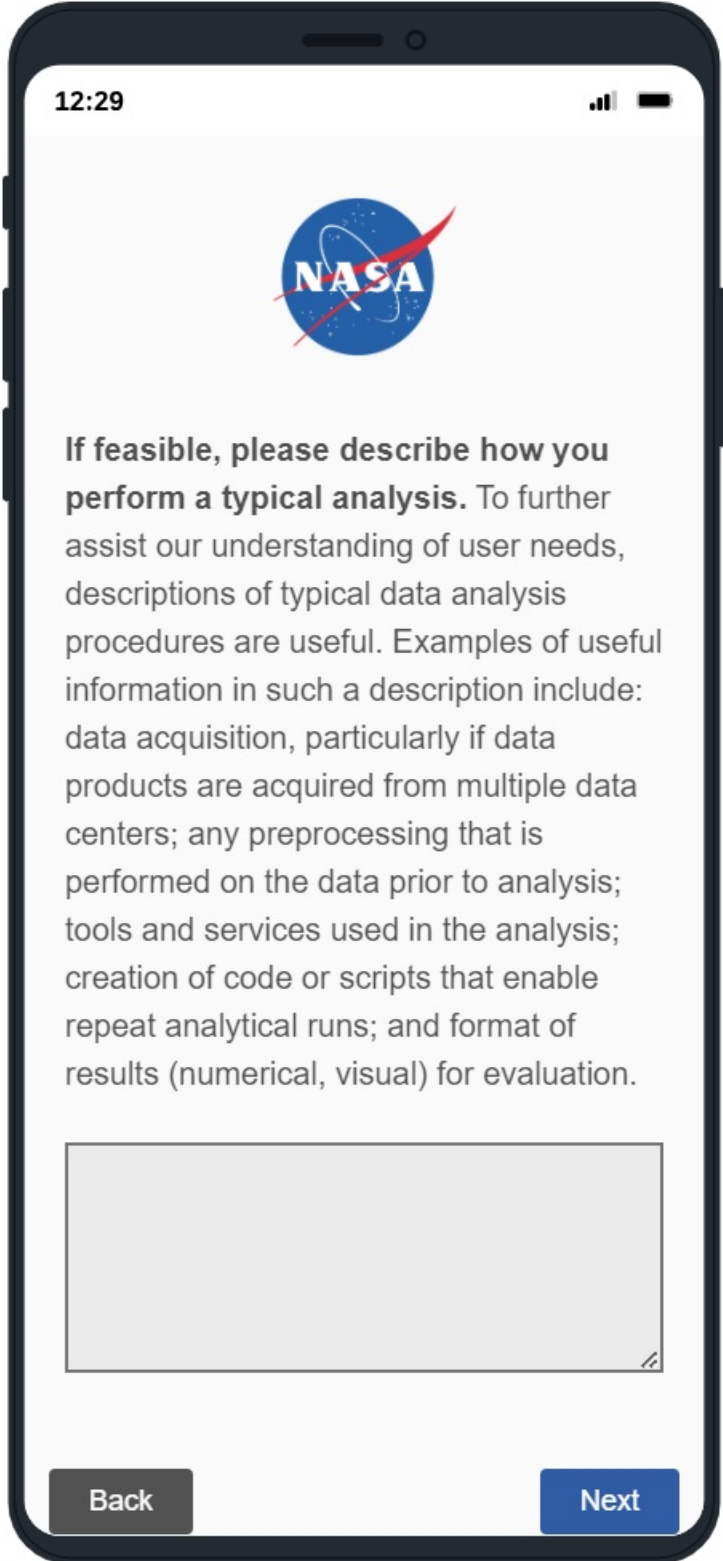 12:29
NASA
If feasible, please describe how you
perform a typical analysis. To further
assist our understanding of user needs,
descriptions of typical data analysis
procedures are useful. Examples of useful
information in such a description include:
data acquisition, particularly if data
products are acquired from multiple data
centers; any preprocessing that is
performed on the data prior to analysis;
tools and services used in the analysis;
creation of code or scripts that enable
repeat analytical runs; and format of
results (numerical, visual) for evaluation.
Back
Next